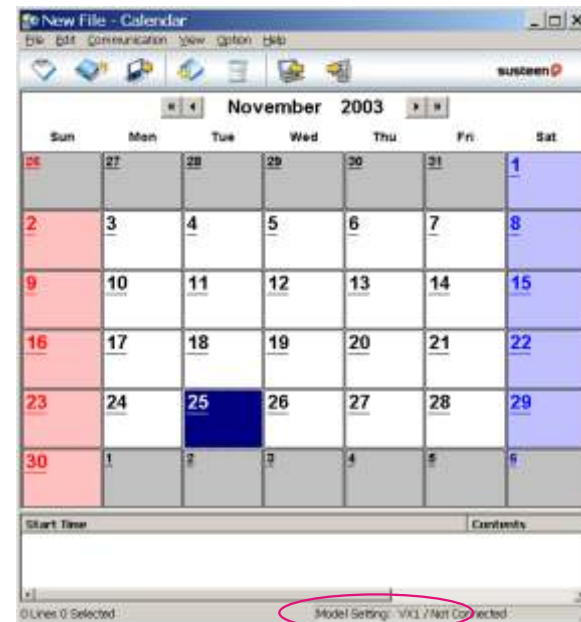 New File - Calendar
File Edit Communication View Option Help
susteen
November 2003
Sun Mon Tue Wed Thu Fri Sat
26 27 28 29 30 31 1
2 3 4 5 6 7 8
9 10 11 12 13 14 15
16 17 18 19 20 21 22
23 24 25 26 27 28 29
30 1 2 3 4 5 6
Start Time Contents
0 Lines 0 Selected Model Setting: VX1 / Not Connected